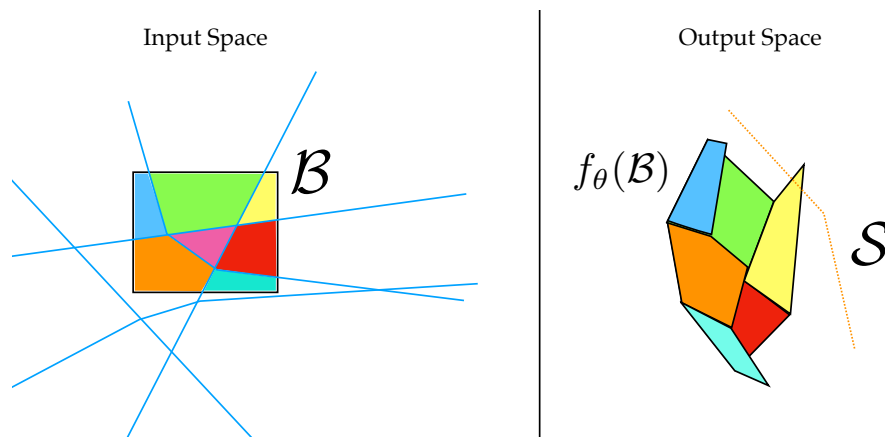 Input Space
Output Space
𝓑
f_θ(𝓑)
𝓢